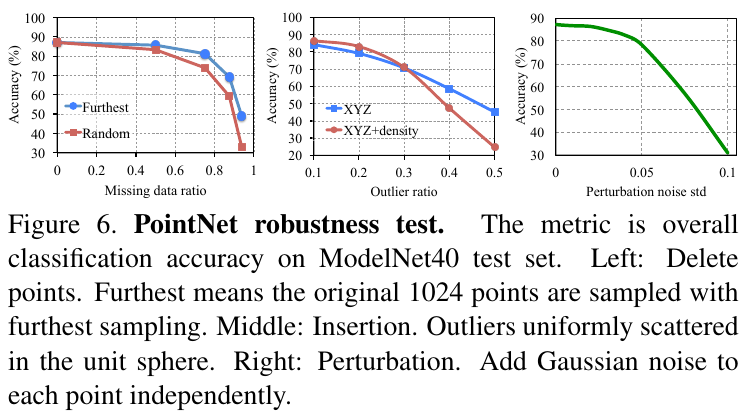 100
90
80
70
60
50
40
30
0
0.2
0.4
0.6
0.8
1
Accuracy (%)
Missing data ratio
Furthest
Random
100
90
80
70
60
50
40
30
20
0.1
0.2
0.3
0.4
0.5
Accuracy (%)
Outlier ratio
XYZ
XYZ+density
90
80
70
60
50
40
30
0
0.05
0.1
Accuracy (%)
Perturbation noise std
Figure 6. PointNet robustness test. The metric is overall
classification accuracy on ModelNet40 test set. Left: Delete
points. Furthest means the original 1024 points are sampled with
furthest sampling. Middle: Insertion. Outliers uniformly scattered
in the unit sphere. Right: Perturbation. Add Gaussian noise to
each point independently.